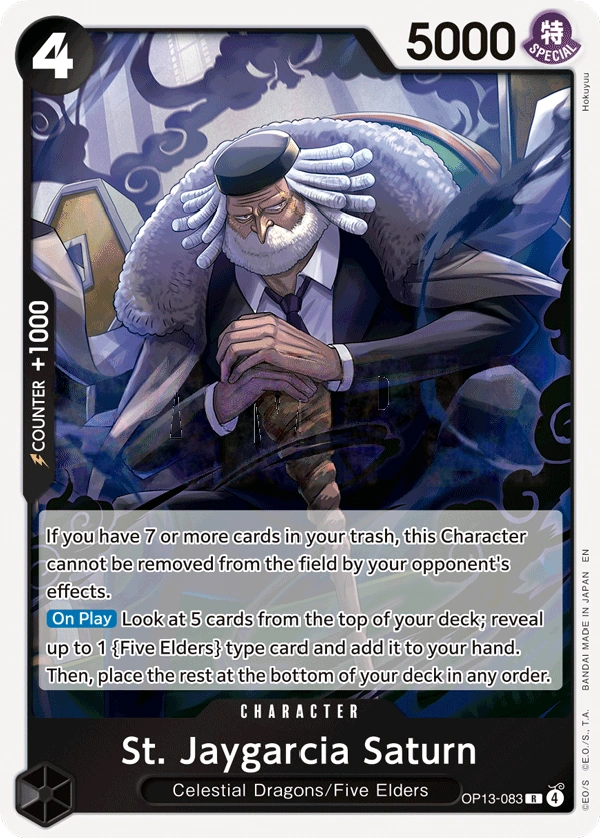 4
5000
特
SPECIAL
Hokuyuu
COUNTER +1000
If you have 7 or more cards in your trash, this Character
cannot be removed from the field by your opponent's
effects.
On Play Look at 5 cards from the top of your deck; reveal
up to 1 {Five Elders} type card and add it to your hand.
Then, place the rest at the bottom of your deck in any order.
CHARACTER
St. Jaygarcia Saturn
Celestial Dragons/Five Elders
OP13-083 R 4
©EO/S ©E.O./S., T.A. BANDAI MADE IN JAPAN EN